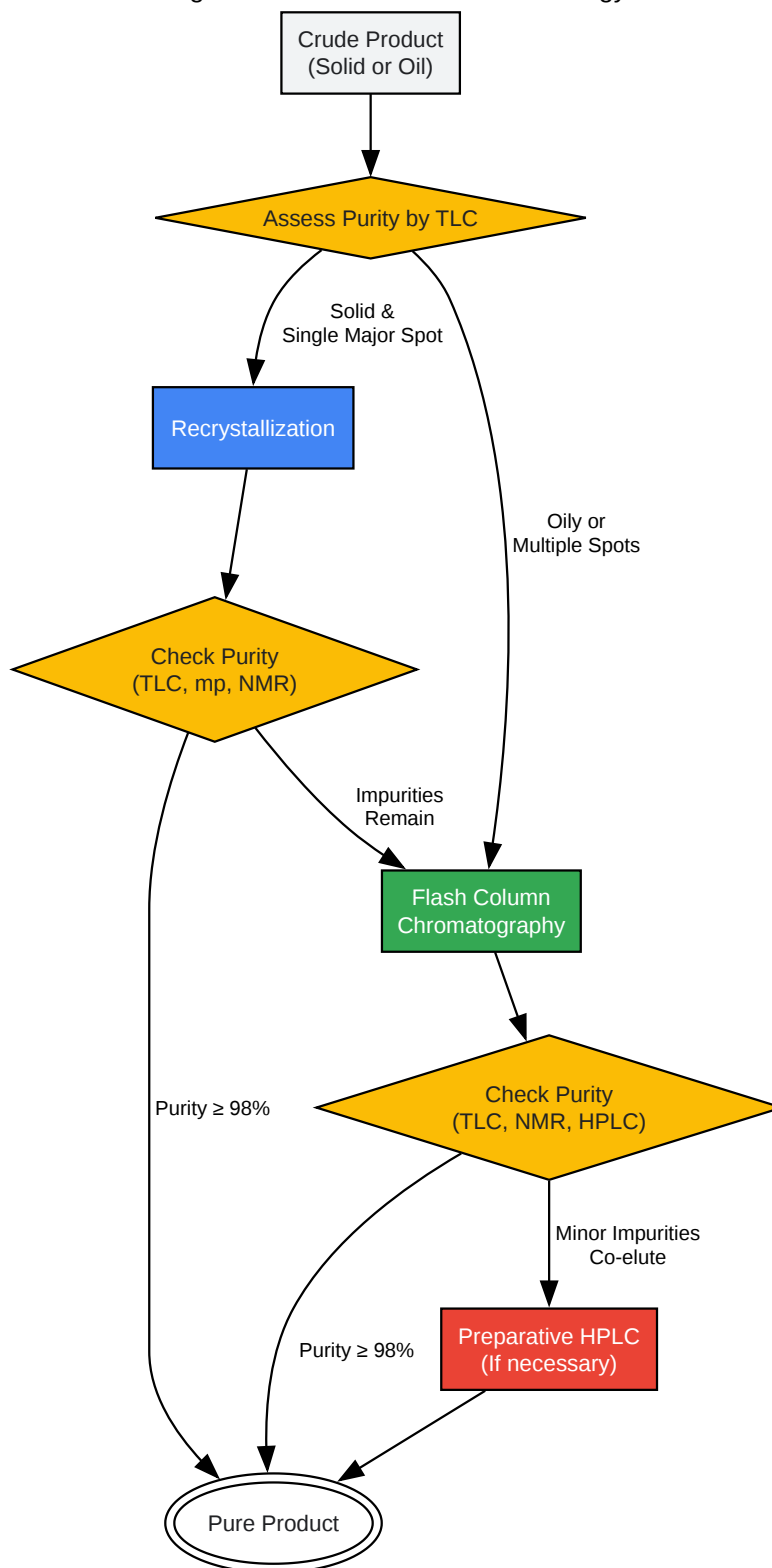 Crude Product
(Solid or Oil)
Assess Purity by TLC
Solid &
Single Major Spot
Recrystallization
Oily or
Multiple Spots
Check Purity
(TLC, mp, NMR)
Impurities
Remain
Flash Column
Chromatography
Purity ≥ 98%
Check Purity
(TLC, NMR, HPLC)
Minor Impurities
Co-elute
Purity ≥ 98%
Preparative HPLC
(If necessary)
Pure Product